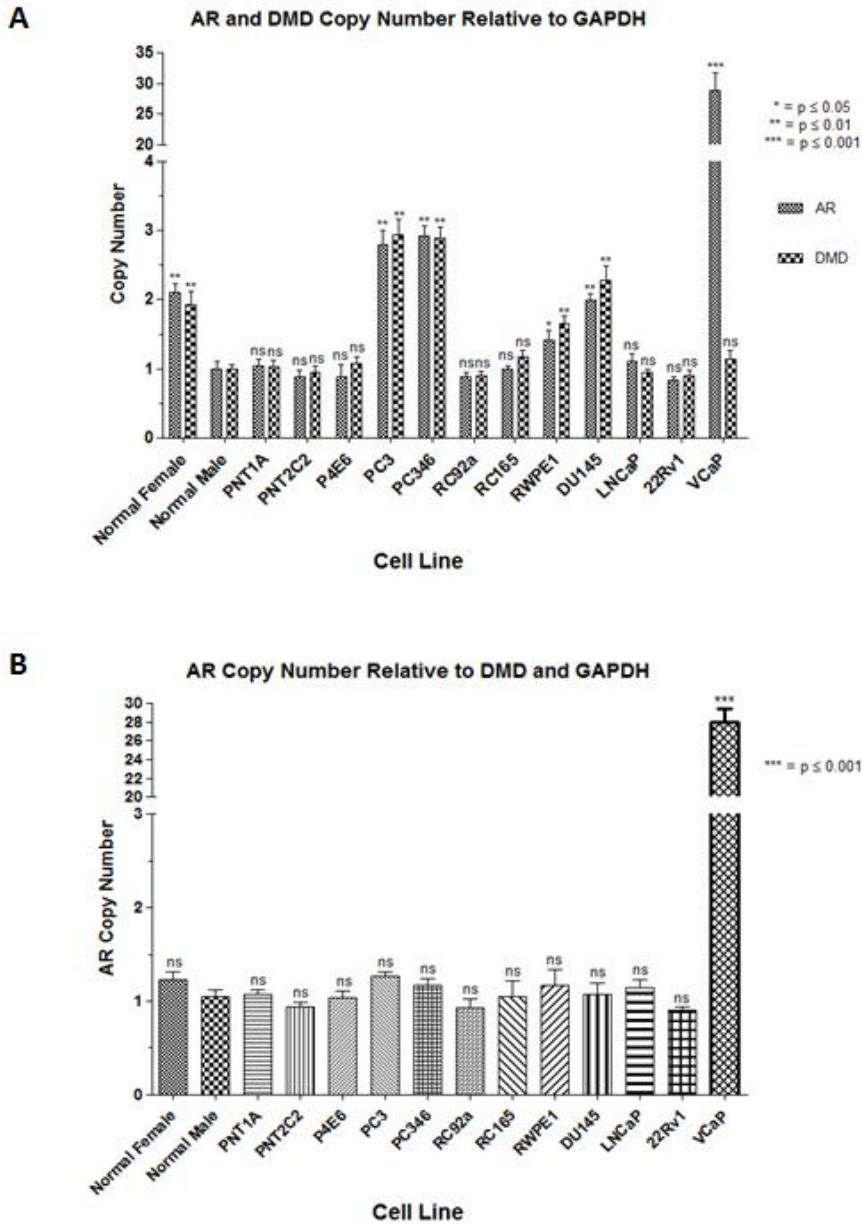 A
AR and DMD Copy Number Relative to GAPDH
35
30
25
20
4
3
2
1
0
Copy Number
** **
ns ns
ns ns
ns ns
** **
** **
ns ns
ns ns
* **
** **
ns ns
ns ns
*** ns
* = p ≤ 0.05
** = p ≤ 0.01
*** = p ≤ 0.001
AR
DMD
Normal Female
Normal Male
PNT1A
PNT2C2
P4E6
PC3
PC346
RC92a
RC165
RWPE1
DU145
LNCaP
22Rv1
VCaP
Cell Line
B
AR Copy Number Relative to DMD and GAPDH
30
28
26
24
22
20
3
2
1
0
AR Copy Number
ns
ns
ns
ns
ns
ns
ns
ns
ns
ns
ns
ns
***
*** = p ≤ 0.001
Normal Female
Normal Male
PNT1A
PNT2C2
P4E6
PC3
PC346
RC92a
RC165
RWPE1
DU145
LNCaP
22Rv1
VCaP
Cell Line